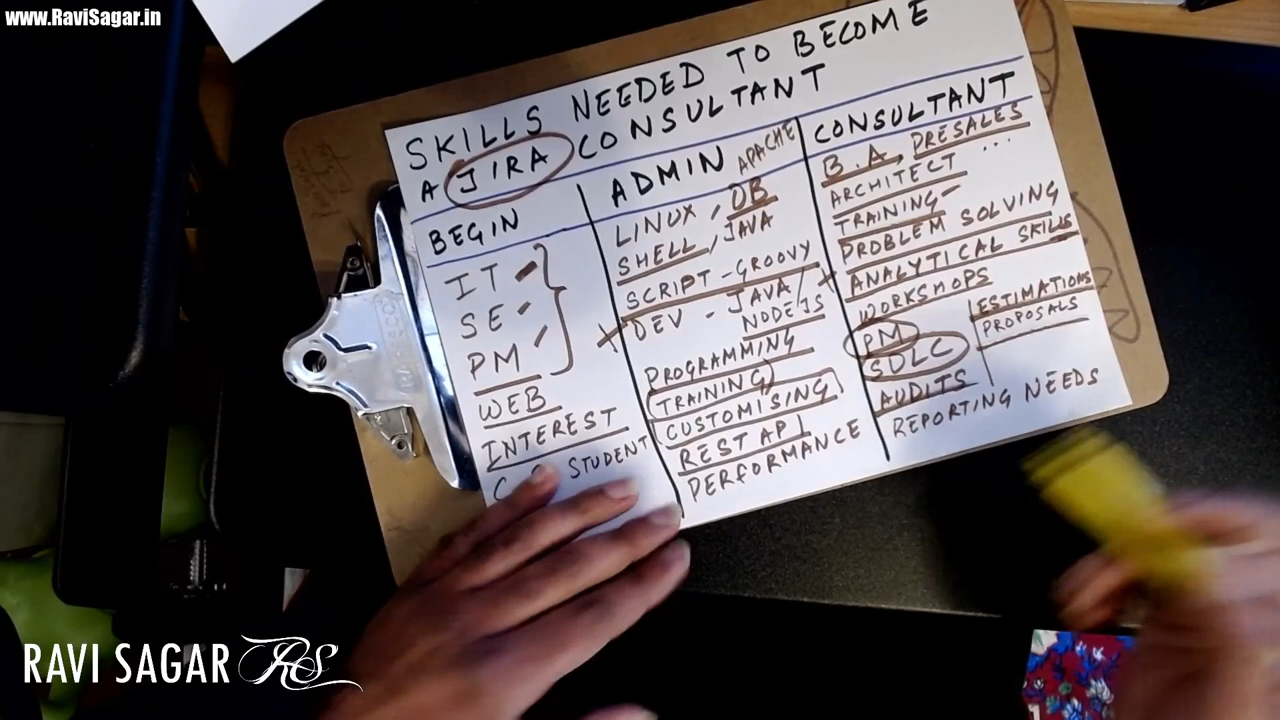 www.RaviSagar.in
SKILLS NEEDED TO BECOME
A JIRA CONSULTANT
BEGIN
IT
SE
PM
WEB
INTEREST
STUDENT
ADMIN APACHE
LINUX, DB
SHELL, JAVA
SCRIPT - GROOVY
DEV - JAVA/
NODEJS
PROGRAMMING
(TRAINING)
CUSTOMISING
REST API
PERFORMANCE
CONSULTANT
B.A, PRESALES
ARCHITECT ...
TRAINING
PROBLEM SOLVING
ANALYTICAL SKILLS
WORKSHOPS
PM
SDLC
AUDITS
ESTIMATIONS
PROPOSALS
REPORTING NEEDS
RAVI SAGAR RS